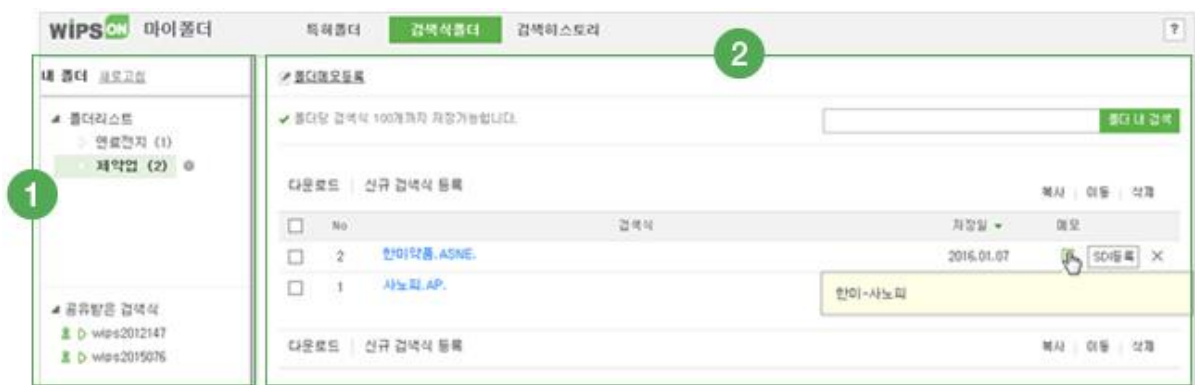 WIPS ON 마이폴더 특허폴더 검색식폴더 검색히스토리 ?
2
내 폴더 새로고침
폴더메모등록
폴더리스트
연료전지 (1)
제약업 (2)
폴더당 검색식 100개까지 저장가능합니다.
폴더 내 검색
1
다운로드 | 신규 검색식 등록
복사 | 이동 | 삭제
No 검색식 저장일 메모
2 한미약품.ASNE. 2016.01.07 SDI등록 ×
1 사노피.AP.
한미-사노피
공유받은 검색식
wips2012147
wips2015076
다운로드 | 신규 검색식 등록
복사 | 이동 | 삭제